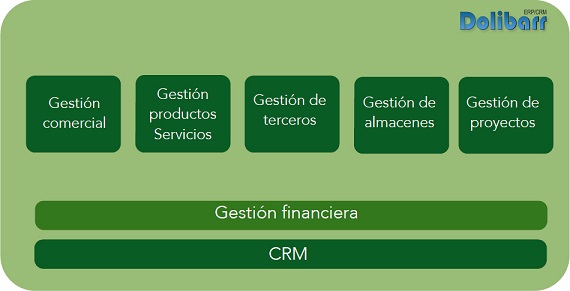 ERP/CRM
Dolibarr
Gestión
comercial
Gestión
productos
Servicios
Gestión de
terceros
Gestión de
almacenes
Gestión de
proyectos
Gestión financiera
CRM